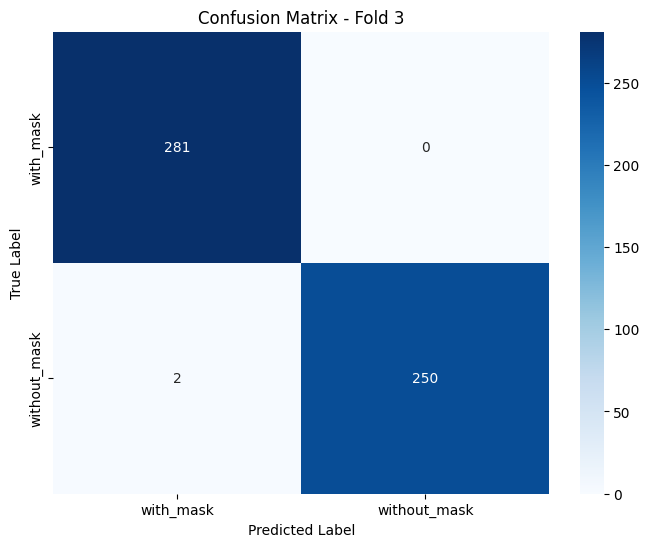 Confusion Matrix - Fold 3
True Label
with_mask
without_mask
281
0
2
250
with_mask
without_mask
Predicted Label
250
200
150
100
50
0